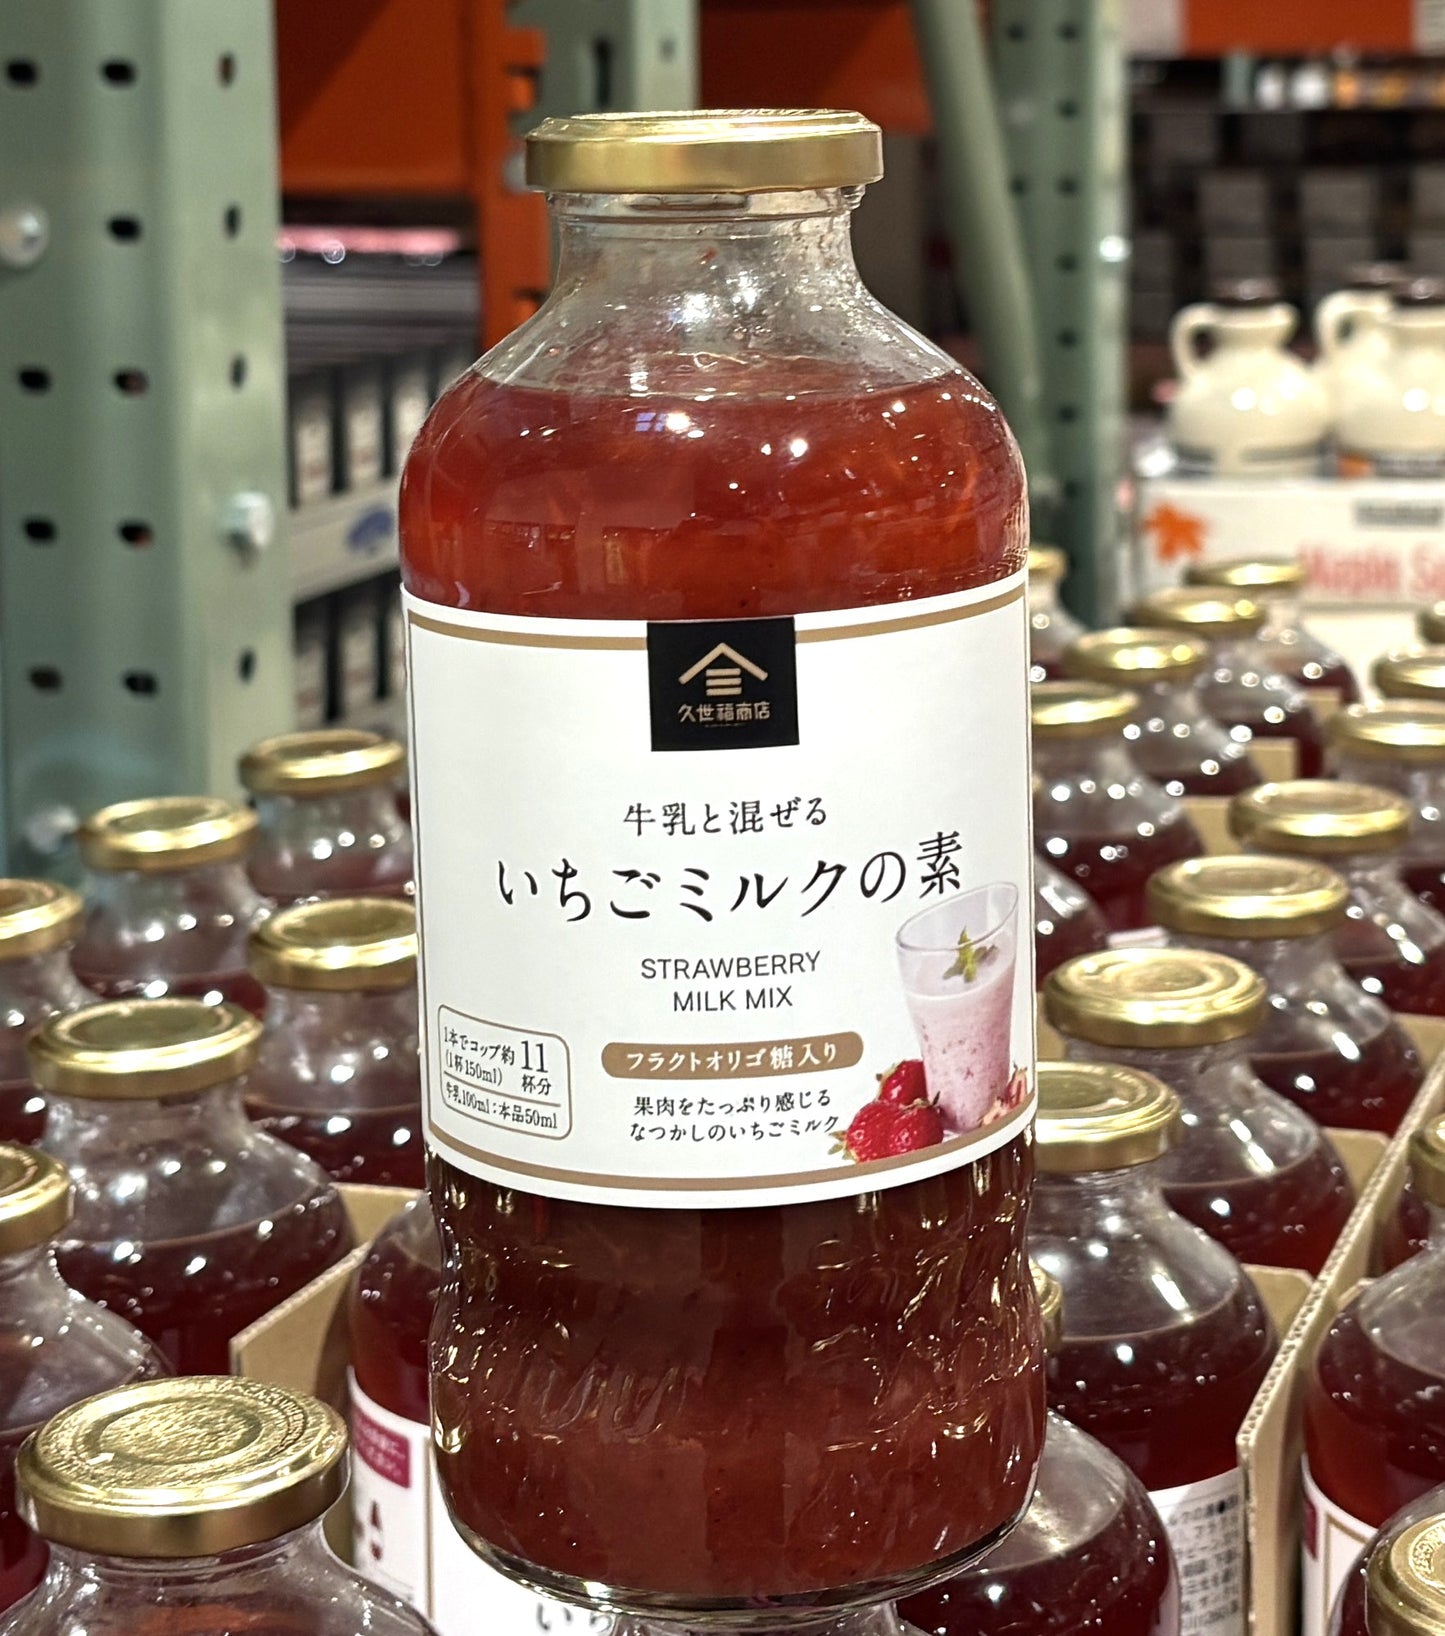 久世福商店
牛乳と混ぜる
いちごミルクの素
STRAWBERRY
MILK MIX
フラクトオリゴ糖入り
果肉をたっぷり感じる
なつかしのいちごミルク
1本でコップ約11杯分
(1杯150ml)
牛乳100ml:本品50ml
Maple
いち